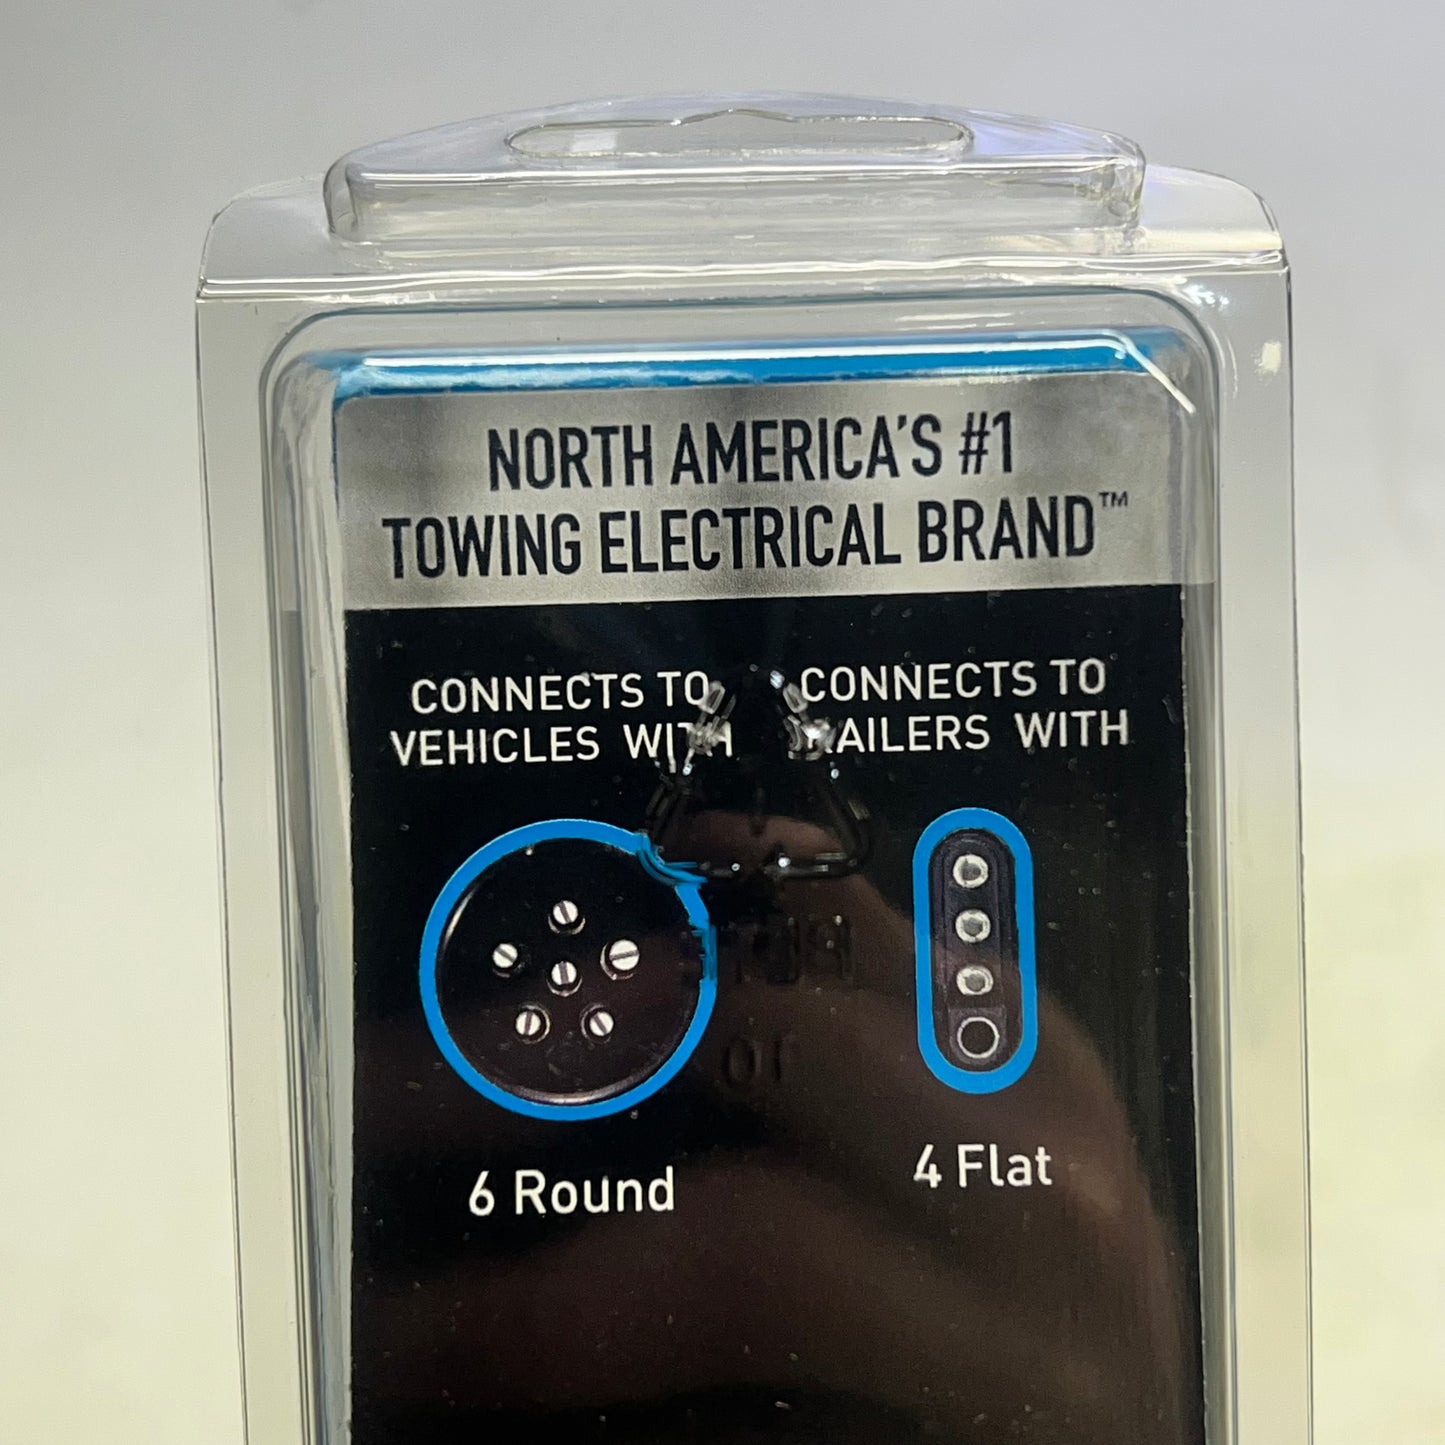 NORTH AMERICA'S #1
TOWING ELECTRICAL BRAND™
CONNECTS TO
VEHICLES WITH
CONNECTS TO
TRAILERS WITH
6 Round
4 Flat